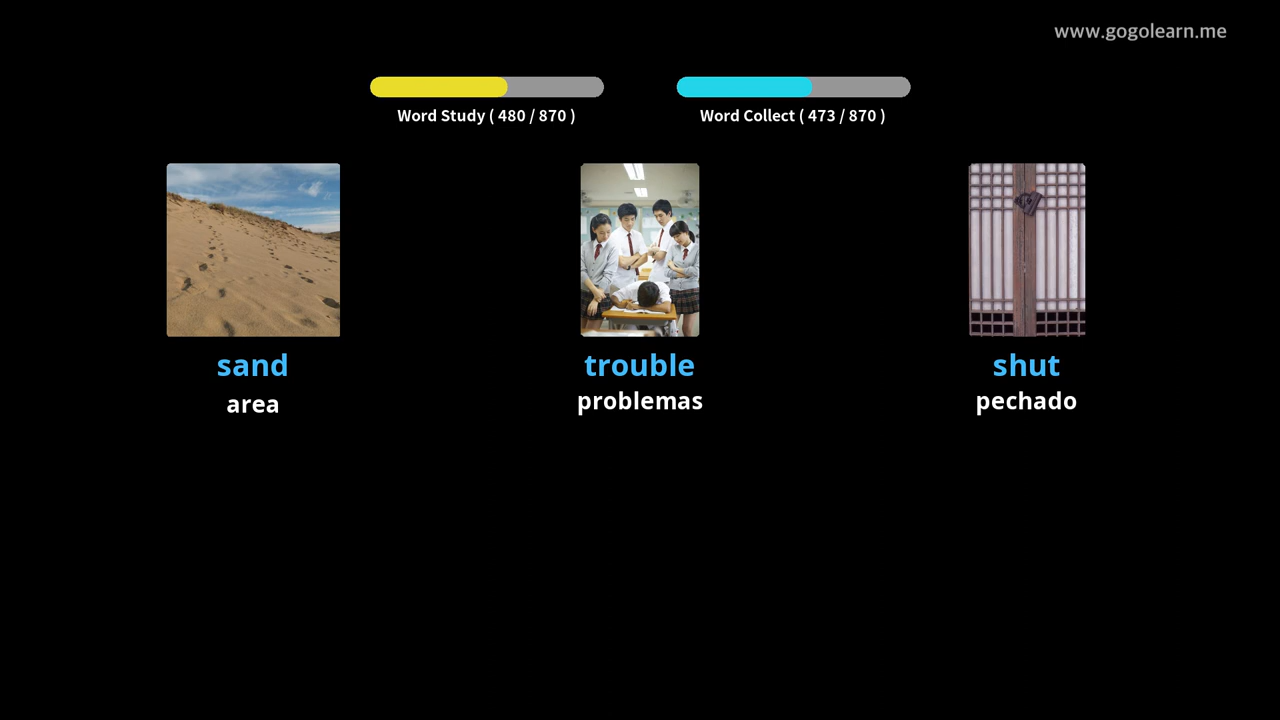 www.gogolearn.me
Word Study ( 480 / 870 )
Word Collect ( 473 / 870 )
sand
trouble
shut
area
problemas
pechado